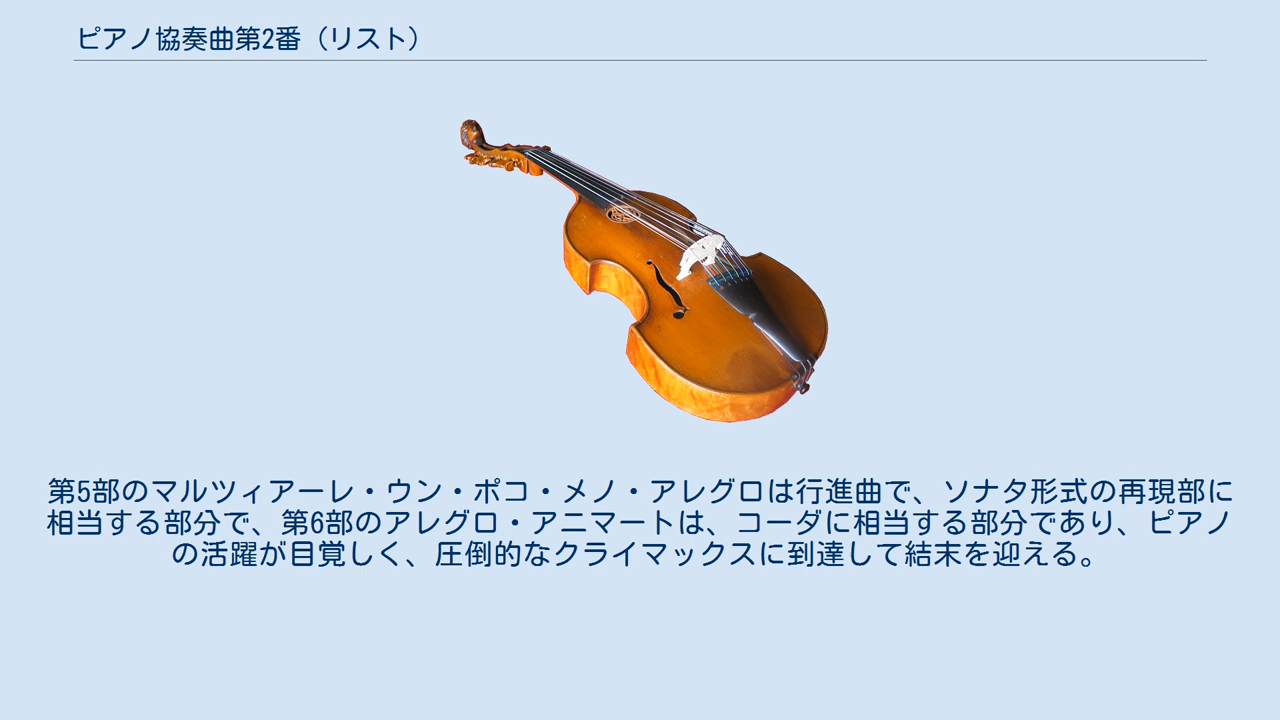 ピアノ協奏曲第2番（リスト）
第5部のマルツィアーレ・ウン・ポコ・メノ・アレグロは行進曲で、ソナタ形式の再現部に
相当する部分で、第6部のアレグロ・アニマートは、コーダに相当する部分であり、ピアノ
の活躍が目覚しく、圧倒的なクライマックスに到達して結末を迎える。